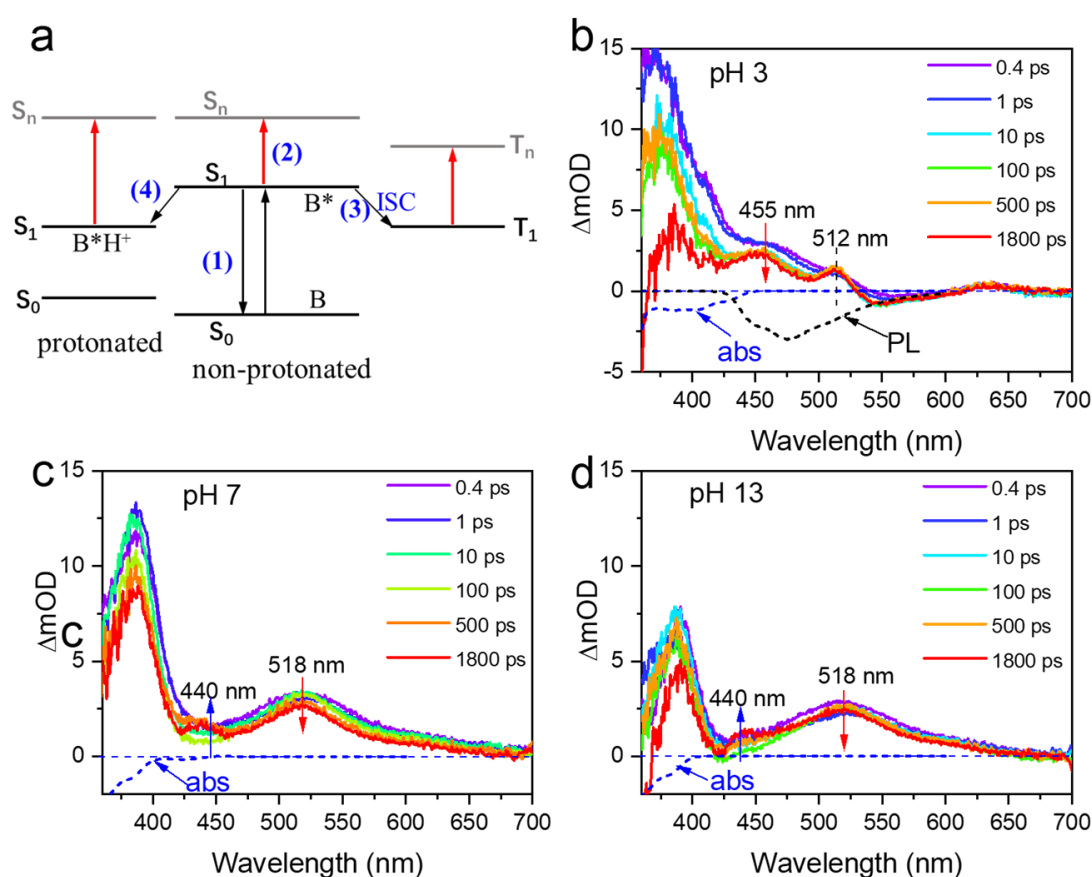 a
Sₙ
Sₙ
Tₙ
(2)
S₁
(4)
B*
(3)
ISC
S₁
B*H⁺
T₁
(1)
S₀
B
S₀
protonated
non-protonated
b
pH 3
0.4 ps
1 ps
10 ps
100 ps
500 ps
1800 ps
455 nm
512 nm
abs
PL
15
10
5
0
-5
ΔmOD
400
450
500
550
600
650
700
Wavelength (nm)
c
pH 7
0.4 ps
1 ps
10 ps
100 ps
500 ps
1800 ps
440 nm
518 nm
abs
15
10
5
0
ΔmOD
c
400
450
500
550
600
650
700
Wavelength (nm)
d
pH 13
0.4 ps
1 ps
10 ps
100 ps
500 ps
1800 ps
440 nm
518 nm
abs
15
10
5
0
ΔmOD
400
450
500
550
600
650
700
Wavelength (nm)